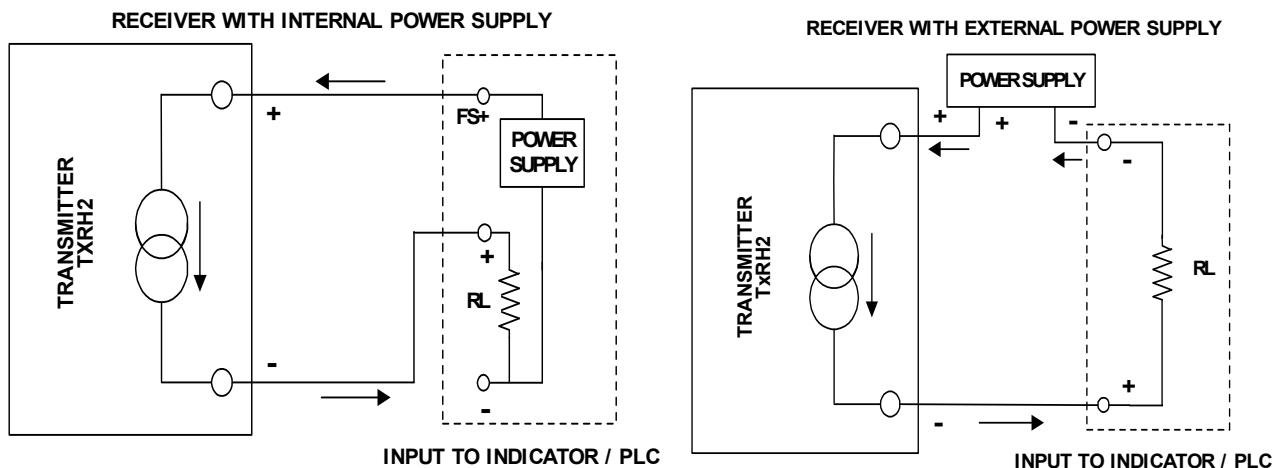 RECEIVER WITH INTERNAL POWER SUPPLY
TRANSMITTER
TXRH2
+
FS+
POWER
SUPPLY
+
RL
-
-
INPUT TO INDICATOR / PLC
RECEIVER WITH EXTERNAL POWER SUPPLY
POWER SUPPLY
TRANSMITTER
TxRH2
+
+
-
-
RL
+
-
INPUT TO INDICATOR / PLC